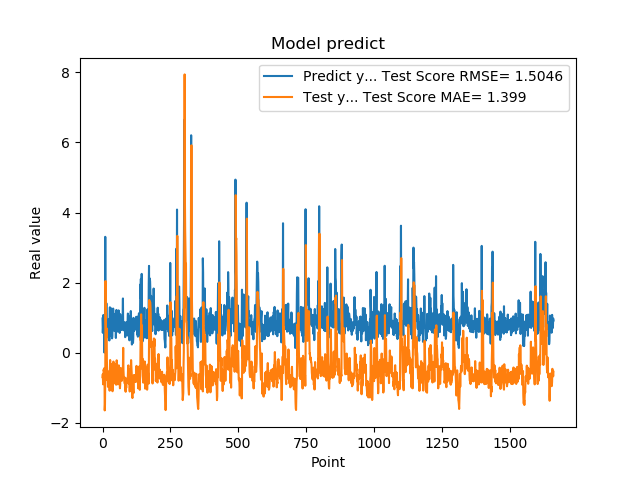 Model predict
Predict y... Test Score RMSE= 1.5046
Test y... Test Score MAE= 1.399
8
6
4
2
0
−2
Real value
0 250 500 750 1000 1250 1500
Point